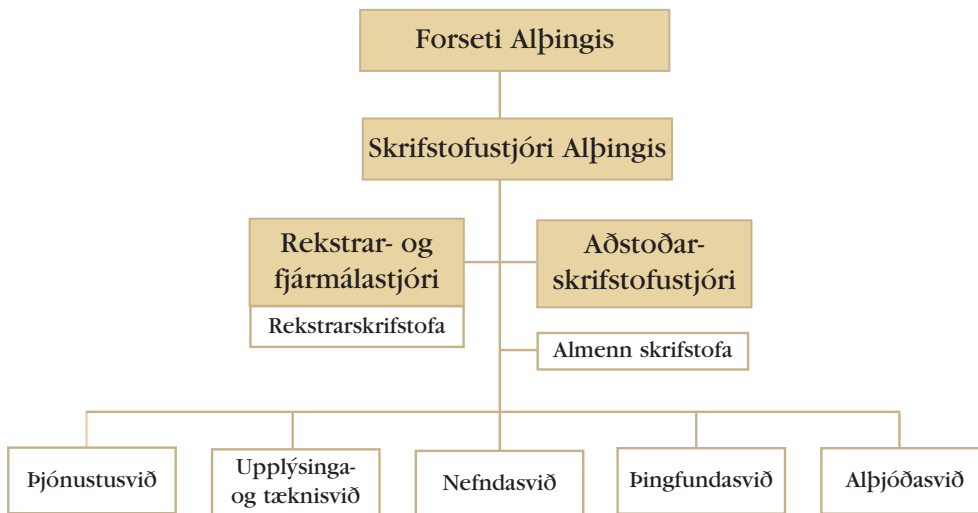 Forseti Alþingis
Skrifstofustjóri Alþingis
Rekstrar- og
fjármálastjóri
Rekstrarskrifstofa
Aðstoðar-
skrifstofustjóri
Almenn skrifstofa
Þjónustusvið
Upplýsinga-
og tæknisvið
Nefndasvið
Þingfundasvið
Alþjóðasvið